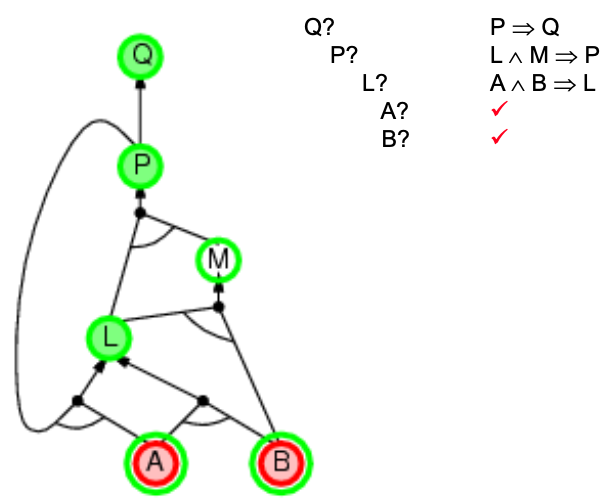 Q? P ⇒ Q
P? L ∧ M ⇒ P
L? A ∧ B ⇒ L
A? ✓
B? ✓
Q
P
M
L
A
B